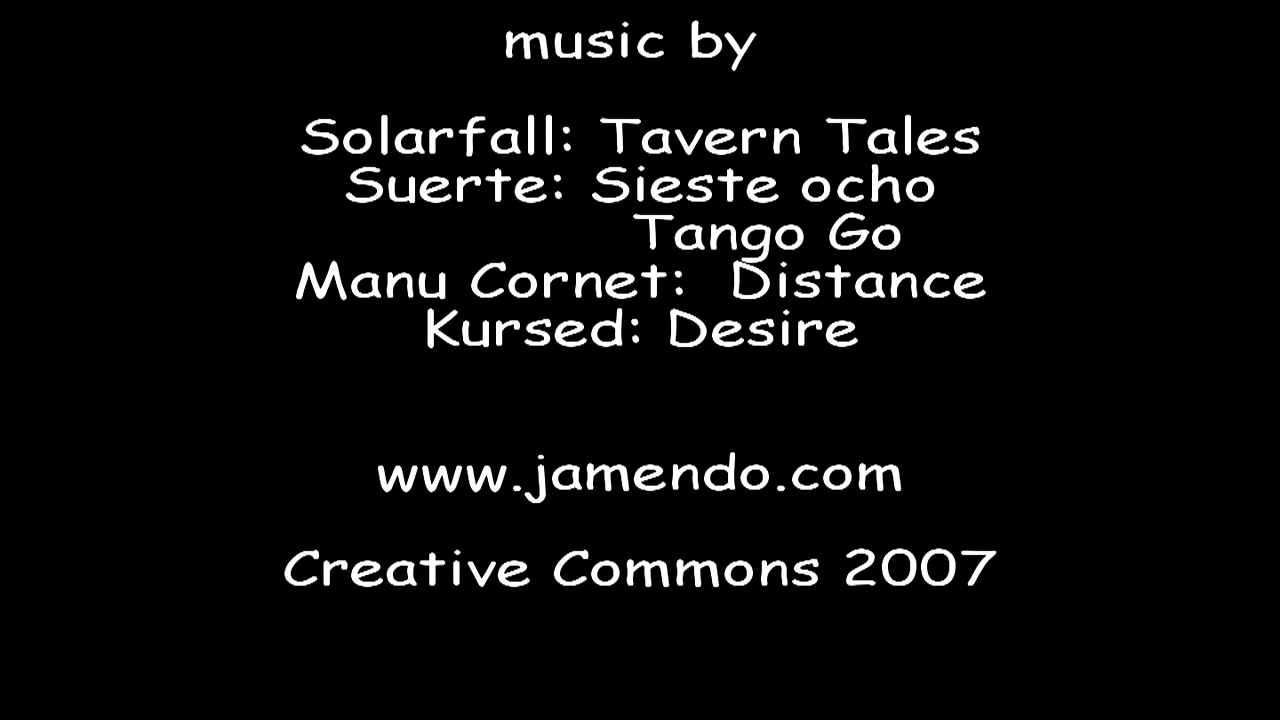 music by
Solarfall: Tavern Tales
Suerte: Sieste ocho
Tango Go
Manu Cornet: Distance
Kursed: Desire
www.jamendo.com
Creative Commons 2007